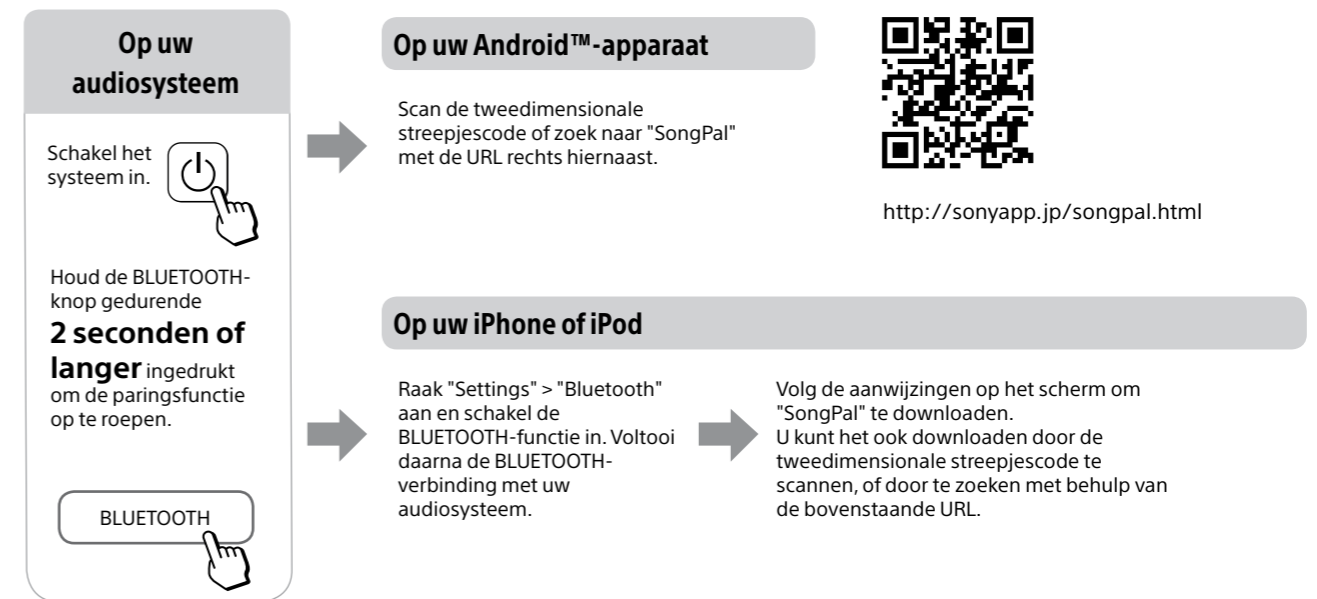 Op uw
audiosysteem
Schakel het
systeem in.
Houd de BLUETOOTH-
knop gedurende
2 seconden of
langer ingedrukt
om de paringsfunctie
op te roepen.
BLUETOOTH
Op uw Android™-apparaat
Scan de tweedimensionale
streepjescode of zoek naar "SongPal"
met de URL rechts hiernaast.
http://sonyapp.jp/songpal.html
Op uw iPhone of iPod
Raak "Settings" > "Bluetooth"
aan en schakel de
BLUETOOTH-functie in. Voltooi
daarna de BLUETOOTH-
verbinding met uw
audiosysteem.
Volg de aanwijzingen op het scherm om
"SongPal" te downloaden.
U kunt het ook downloaden door de
tweedimensionale streepjescode te
scannen, of door te zoeken met behulp van
de bovenstaande URL.